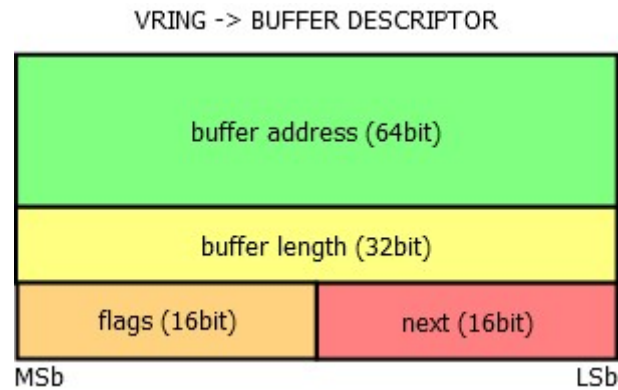 VRING -> BUFFER DESCRIPTOR
buffer address (64bit)
buffer length (32bit)
flags (16bit)
next (16bit)
MSb
LSb